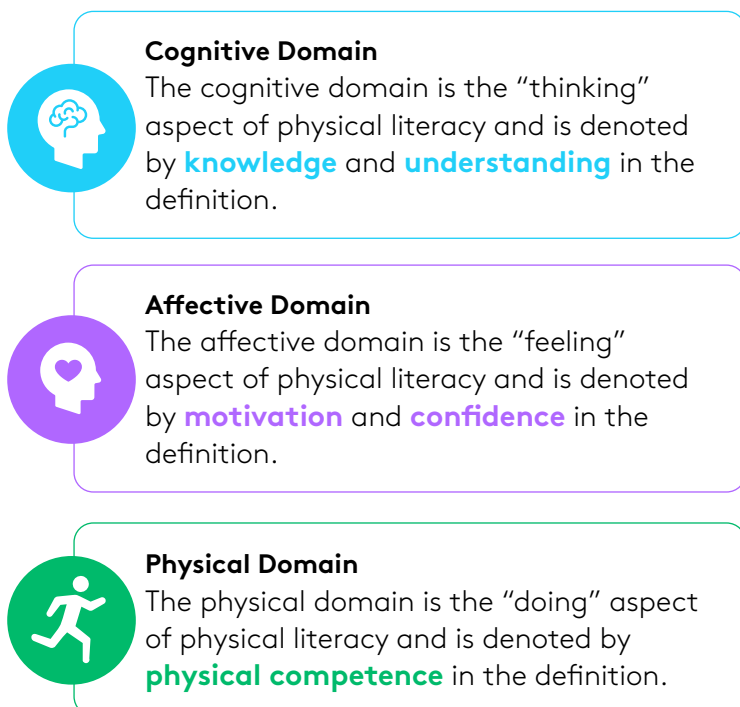 Cognitive Domain
The cognitive domain is the “thinking”
aspect of physical literacy and is denoted
by knowledge and understanding in the
definition.
Affective Domain
The affective domain is the “feeling”
aspect of physical literacy and is denoted
by motivation and confidence in the
definition.
Physical Domain
The physical domain is the “doing” aspect
of physical literacy and is denoted by
physical competence in the definition.